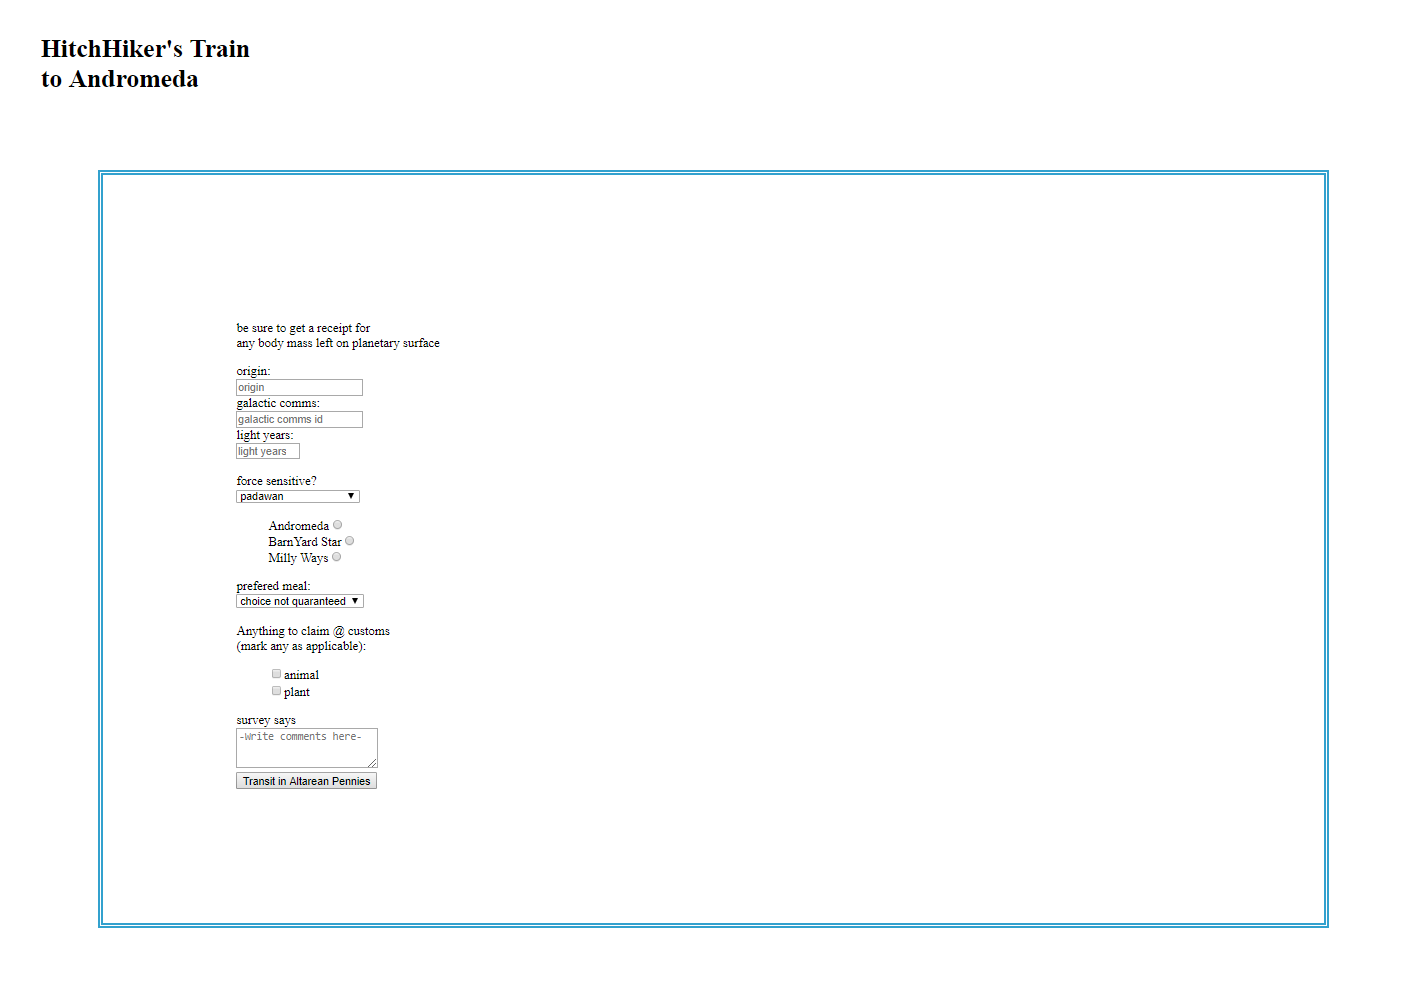 HitchHiker's Train
to Andromeda
be sure to get a receipt for
any body mass left on planetary surface
origin:
origin
galactic comms:
galactic comms id
light years:
light years
force sensitive?
padawan
Andromeda
BarnYard Star
Milly Ways
prefered meal:
choice not quaranteed
Anything to claim @ customs
(mark any as applicable):
animal
plant
survey says
-Write comments here-
Transit in Altarean Pennies